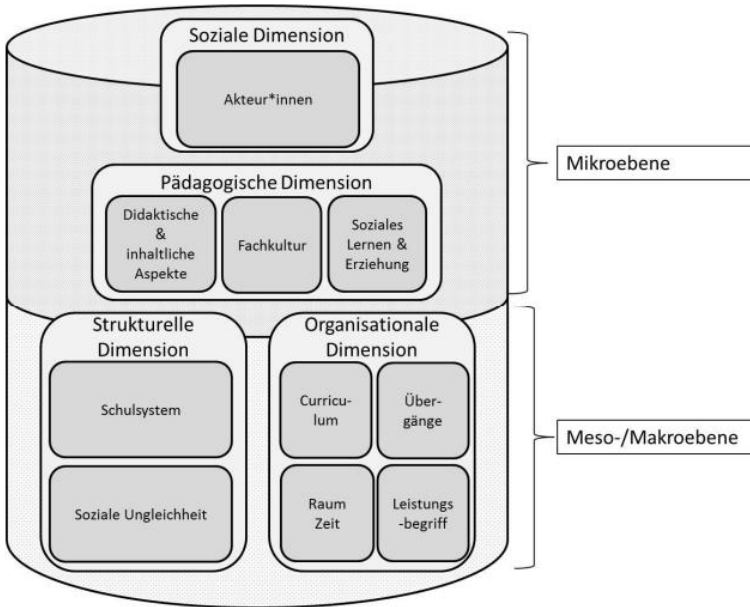 Soziale Dimension
Akteur*innen
Mikroebene
Pädagogische Dimension
Didaktische
&
inhaltliche
Aspekte
Fachkultur
Soziales
Lernen &
Erziehung
Strukturelle
Dimension
Schulsystem
Soziale Ungleichheit
Organisationale
Dimension
Curricu-
lum
Über-
gänge
Raum
Zeit
Leistungs
-begriff
Meso-/Makroebene